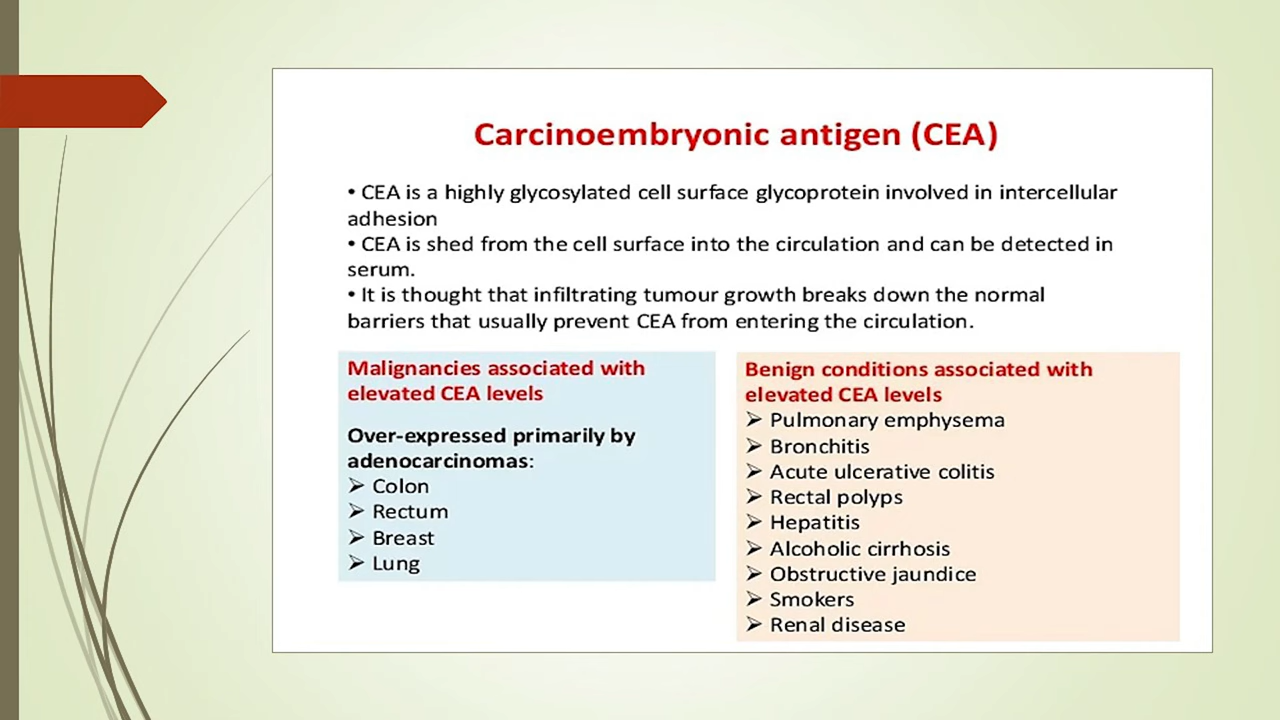 Carcinoembryonic antigen (CEA)
• CEA is a highly glycosylated cell surface glycoprotein involved in intercellular
adhesion
• CEA is shed from the cell surface into the circulation and can be detected in
serum.
• It is thought that infiltrating tumour growth breaks down the normal
barriers that usually prevent CEA from entering the circulation.
Malignancies associated with
elevated CEA levels
Over-expressed primarily by
adenocarcinomas:
➢ Colon
➢ Rectum
➢ Breast
➢ Lung
Benign conditions associated with
elevated CEA levels
➢ Pulmonary emphysema
➢ Bronchitis
➢ Acute ulcerative colitis
➢ Rectal polyps
➢ Hepatitis
➢ Alcoholic cirrhosis
➢ Obstructive jaundice
➢ Smokers
➢ Renal disease